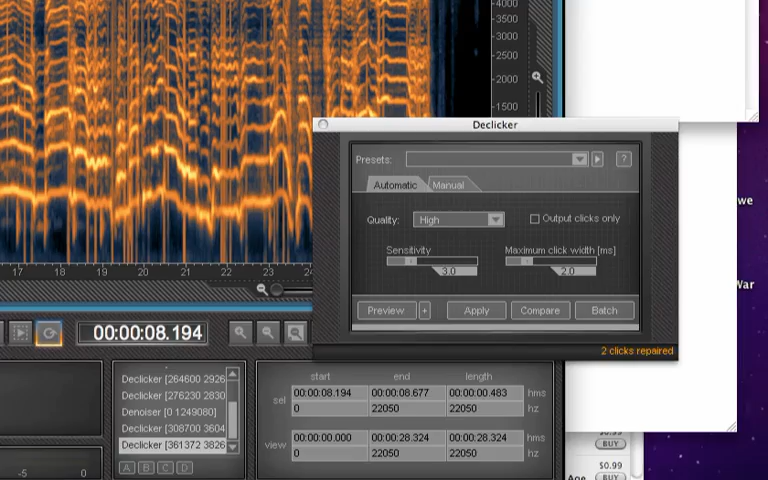 4000
3500
3000
2500
2000
1500
Declicker
Presets:
?
Automatic
Manual
Quality:
High
Output clicks only
Sensitivity
Maximum click width [ms]
3.0
2.0
Preview
+
Apply
Compare
Batch
2 clicks repaired
17 18 19 20 21 22 23
00:00:08.194
Declicker [264600 2926
Declicker [276230 2830
Denoiser [0 1249080]
Declicker [308700 3604
Declicker [361372 3826
A B C D
start end length
sel 00:00:08.194 00:00:08.677 00:00:00.483 hms
0 22050 22050 hz
view 00:00:00.000 00:00:28.324 00:00:28.324 hms
0 22050 22050 hz
-5 0
we
War
BUY
$0.99
Age
BUY